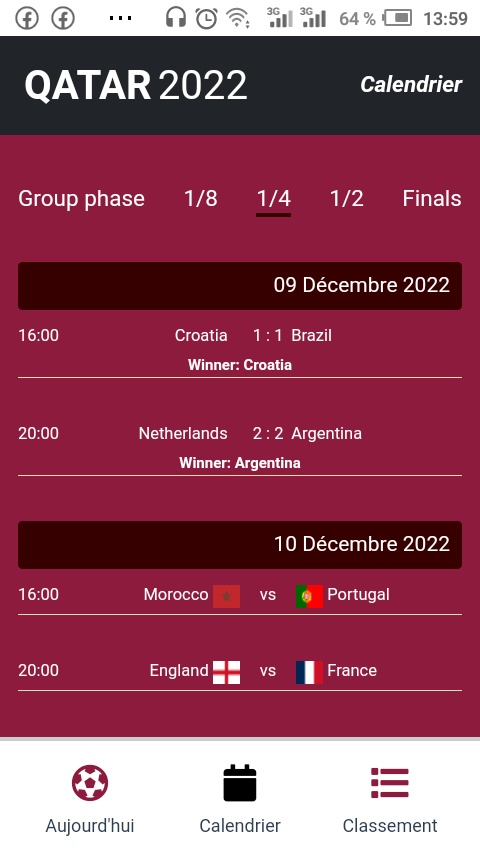 3G 3G 64 % 13:59
QATAR 2022 Calendrier
Group phase 1/8 1/4 1/2 Finals
09 Décembre 2022
16:00 Croatia 1 : 1 Brazil
Winner: Croatia
20:00 Netherlands 2 : 2 Argentina
Winner: Argentina
10 Décembre 2022
16:00 Morocco vs Portugal
20:00 England vs France
Aujourd'hui Calendrier Classement